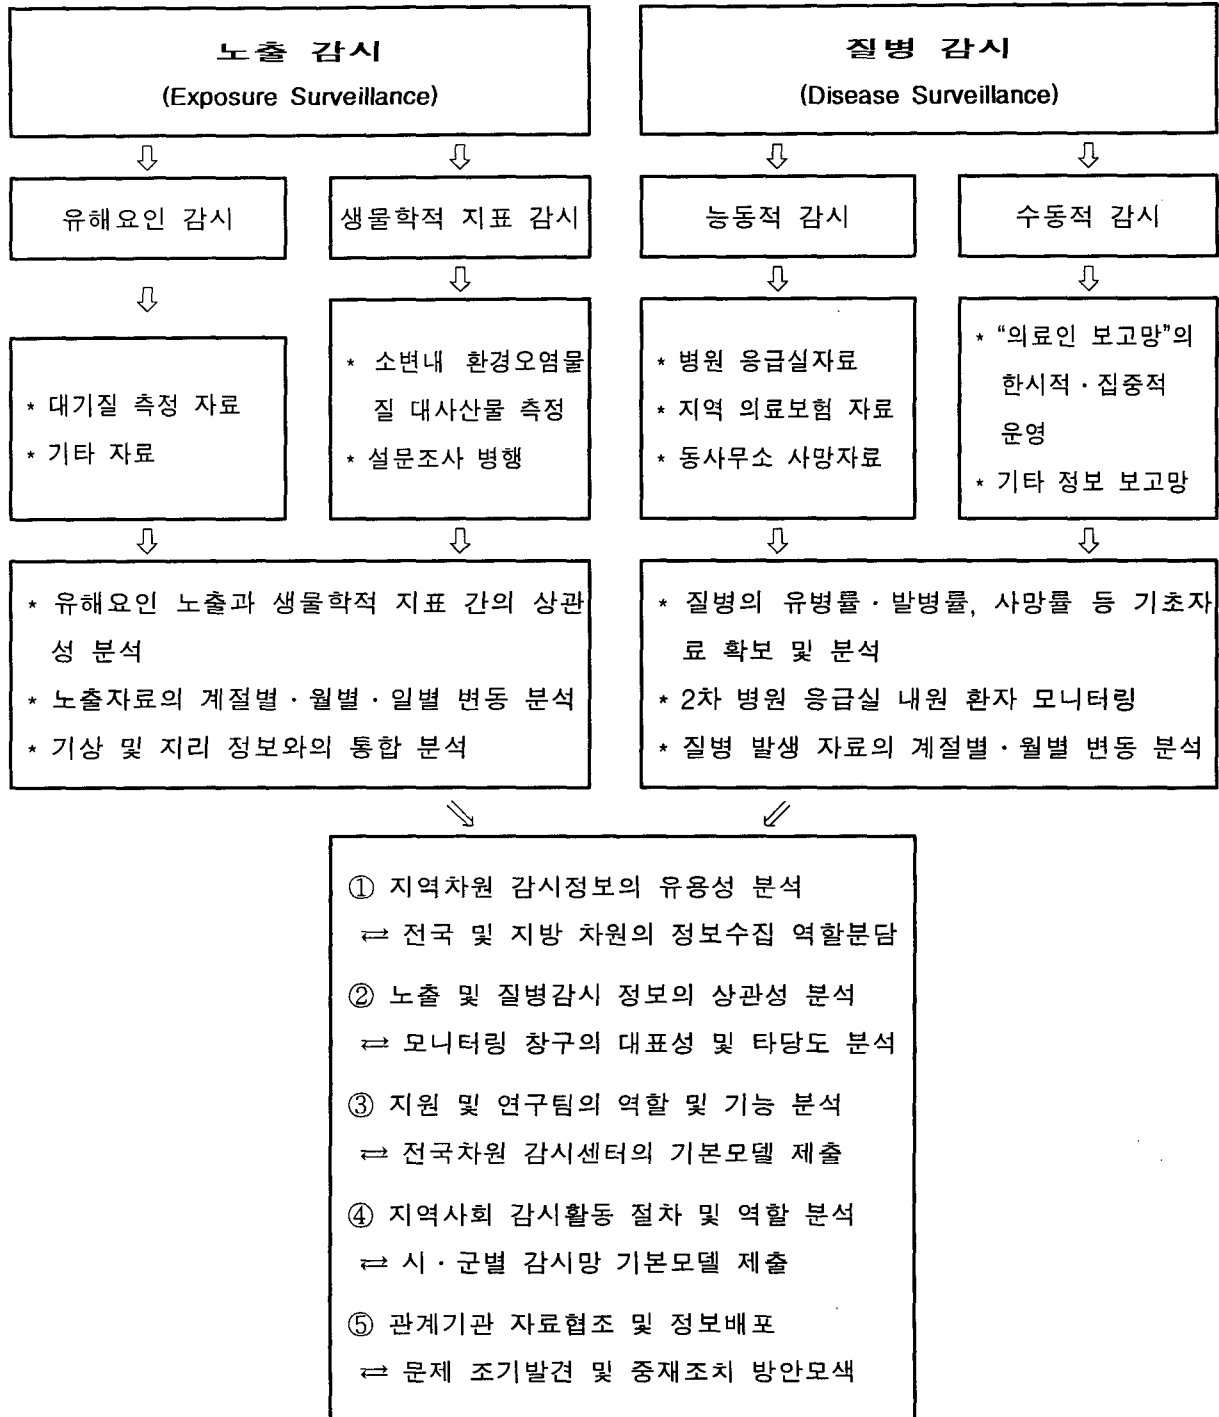 노출 감시
(Exposure Surveillance)
질병 감시
(Disease Surveillance)
유해요인 감시
생물학적 지표 감시
능동적 감시
수동적 감시
* 대기질 측정 자료
* 기타 자료
* 소변내 환경오염물
질 대사산물 측정
* 설문조사 병행
* 병원 응급실자료
* 지역 의료보험 자료
* 동사무소 사망자료
* “의료인 보고망”의
한시적·집중적
운영
* 기타 정보 보고망
* 유해요인 노출과 생물학적 지표 간의 상관
성 분석
* 노출자료의 계절별·월별·일별 변동 분석
* 기상 및 지리 정보와의 통합 분석
* 질병의 유병률·발병률, 사망률 등 기초자
료 확보 및 분석
* 2차 병원 응급실 내원 환자 모니터링
* 질병 발생 자료의 계절별·월별 변동 분석
① 지역차원 감시정보의 유용성 분석
⇄ 전국 및 지방 차원의 정보수집 역할분담
② 노출 및 질병감시 정보의 상관성 분석
⇄ 모니터링 창구의 대표성 및 타당도 분석
③ 지원 및 연구팀의 역할 및 기능 분석
⇄ 전국차원 감시센터의 기본모델 제출
④ 지역사회 감시활동 절차 및 역할 분석
⇄ 시·군별 감시망 기본모델 제출
⑤ 관계기관 자료협조 및 정보배포
⇄ 문제 조기발견 및 중재조치 방안모색